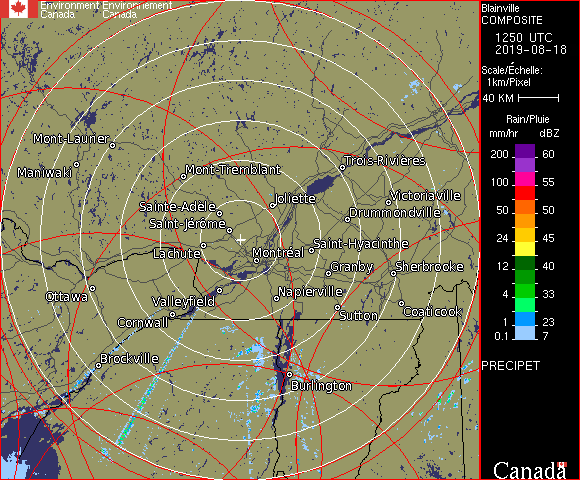 Environment Environnement
Canada Canada
Blainville
COMPOSITE
1250 UTC
2019-08-18
Scale/Échelle:
1km/Pixel
40 KM
Rain/Pluie
mm/hr dBZ
200 60
100 55
50 50
24 45
12 40
4 33
1 23
0.1 7
PRECIPET
Mont-Laurier
Maniwaki
Mont-Tremblant
Trois-Rivières
Joliette
Victoriaville
Sainte-Adèle
Drummondville
Saint-Jérôme
Saint-Hyacinthe
Lachute
Montréal
Granby
Sherbrooke
Ottawa
Valleyfield
Napierville
Cornwall
Sutton
Coaticook
Brockville
Burlington
Canada